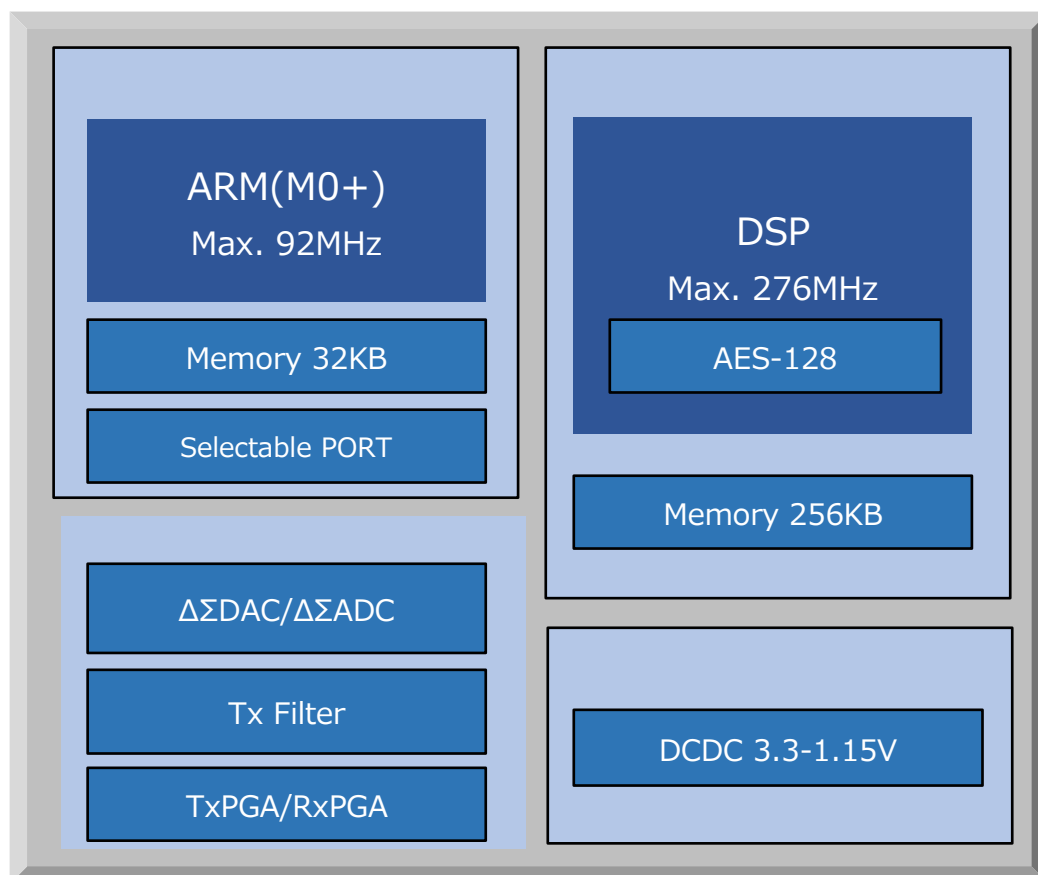 ARM(M0+)
Max. 92MHz
Memory 32KB
Selectable PORT
DSP
Max. 276MHz
AES-128
Memory 256KB
ΔΣDAC/ΔΣADC
Tx Filter
TxPGA/RxPGA
DCDC 3.3-1.15V